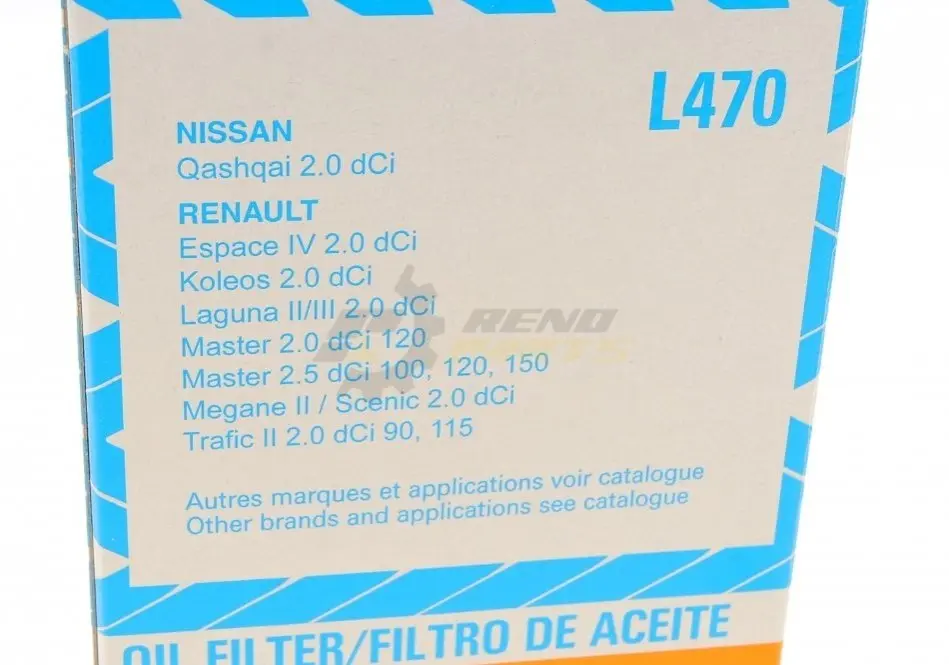 L470
NISSAN
Qashqai 2.0 dCi
RENAULT
Espace IV 2.0 dCi
Koleos 2.0 dCi
Laguna II/III 2.0 dCi
Master 2.0 dCi 120
Master 2.5 dCi 100, 120, 150
Megane II / Scenic 2.0 dCi
Trafic II 2.0 dCi 90, 115
RENO
PARTS
Autres marques et applications voir catalogue
Other brands and applications see catalogue
OIL FILTER/FILTRO DE ACEITE